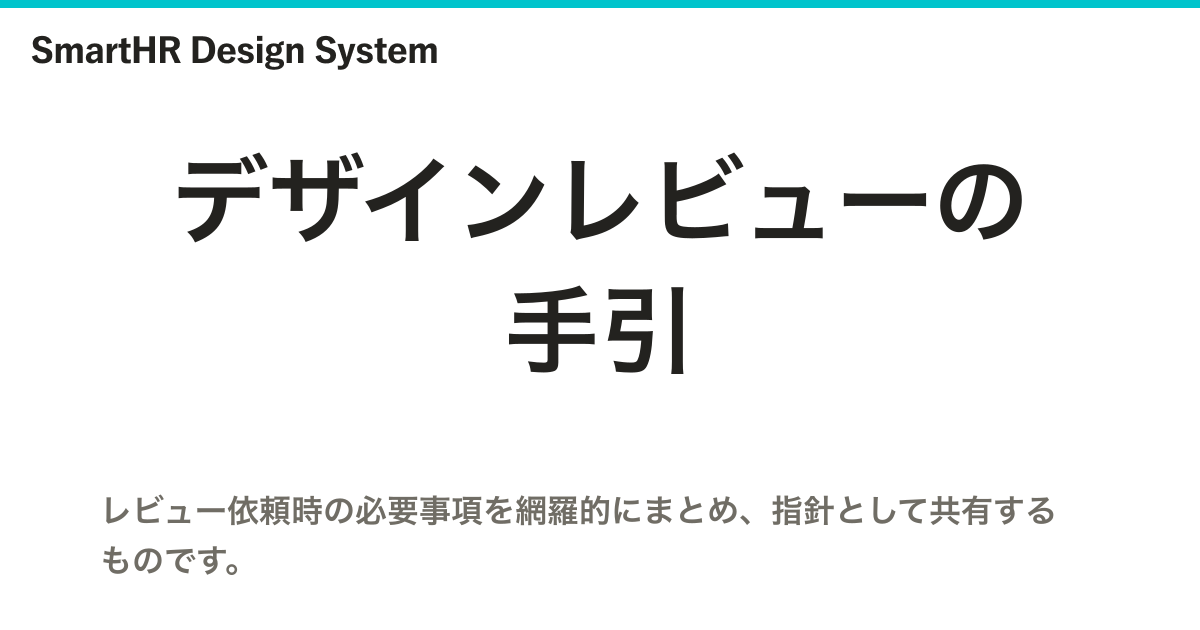 SmartHR Design System
デザインレビューの
手引
レビュー依頼時の必要事項を網羅的にまとめ、指針として共有する
ものです。